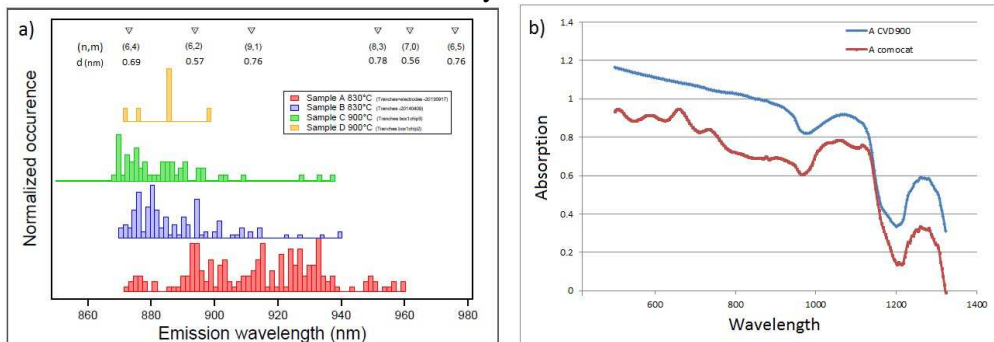 a)
(n,m) (6,4) (6,2) (9,1) (8,3) (7,0) (6,5)
d (nm) 0.69 0.57 0.76 0.78 0.56 0.76
Sample A 830°C
Sample B 830°C
Sample C 900°C
Sample D 900°C
Normalized occurrence
860 880 900 920 940 960 980
Emission wavelength (nm)
b)
A CVD900
A comocat
1.4
1.2
1
0.8
0.6
0.4
0.2
0
Absorption
600 800 1000 1200 1400
Wavelength